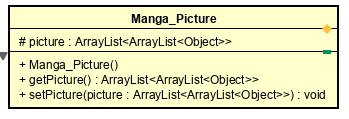 Manga_Picture
# picture : ArrayList<ArrayList<Object>>
+ Manga_Picture()
+ getPicture() : ArrayList<ArrayList<Object>>
+ setPicture(picture : ArrayList<ArrayList<Object>>) : void